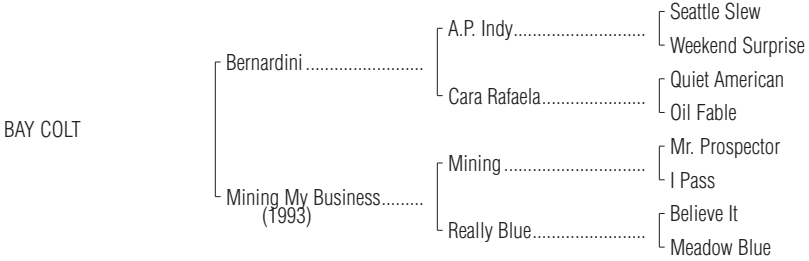 Seattle Slew
A.P. Indy..............................
Weekend Surprise
Bernardini ...........................
Quiet American
Cara Rafaela........................
Oil Fable
BAY COLT
Mr. Prospector
Mining .................................
I Pass
Mining My Business.........
(1993)
Believe It
Really Blue..........................
Meadow Blue